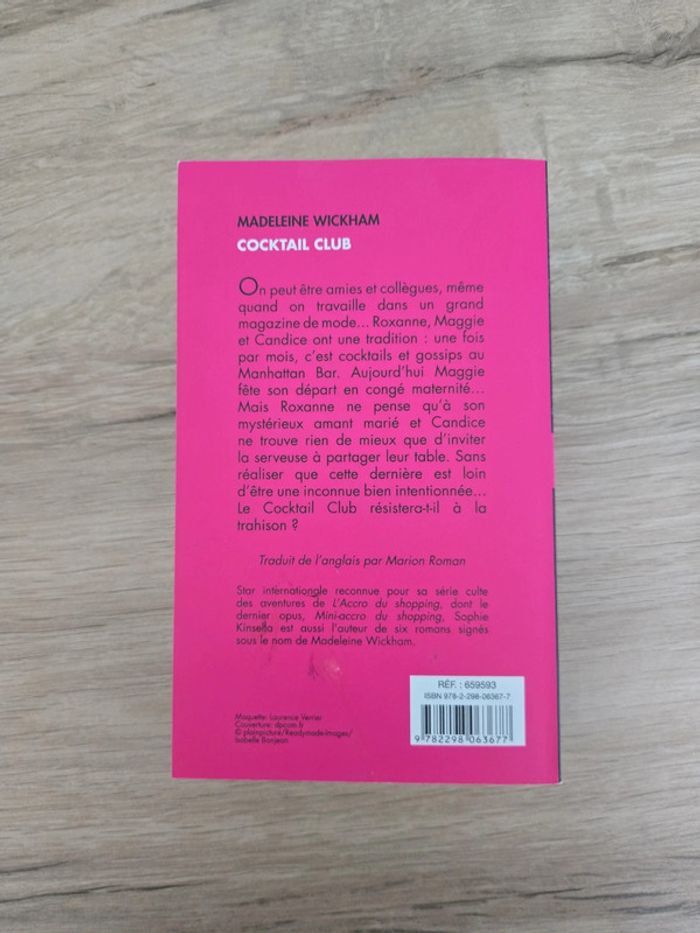 MADELEINE WICKHAM
COCKTAIL CLUB
On peut être amies et collègues, même
quand on travaille dans un grand
magazine de mode... Roxanne, Maggie
et Candice ont une tradition : une fois
par mois, c'est cocktails et gossips au
Manhattan Bar. Aujourd'hui Maggie
fête son départ en congé maternité...
Mais Roxanne ne pense qu'à son
mystérieux amant marié et Candice
ne trouve rien de mieux que d'inviter
la serveuse à partager leur table. Sans
réaliser que cette dernière est loin
d'être une inconnue bien intentionnée...
Le Cocktail Club résistera-t-il à la
trahison ?
Traduit de l'anglais par Marion Roman
Star internationale reconnue pour sa série culte
des aventures de L'Accro du shopping, dont le
dernier opus, Mini-accro du shopping, Sophie
Kinsella est aussi l'auteur de six romans signés
sous le nom de Madeleine Wickham.
RÉF. : 659593
ISBN 978-2-298-06367-7
9 782298 063677
Maquette: Laurence Verrier
Couverture: dpcom.fr
© plainpicture/Readymade-Images/
Isabelle Bonjean